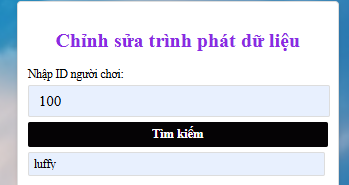 Chỉnh sửa trình phát dữ liệu
Nhập ID người chơi:
100
Tìm kiếm
luffy